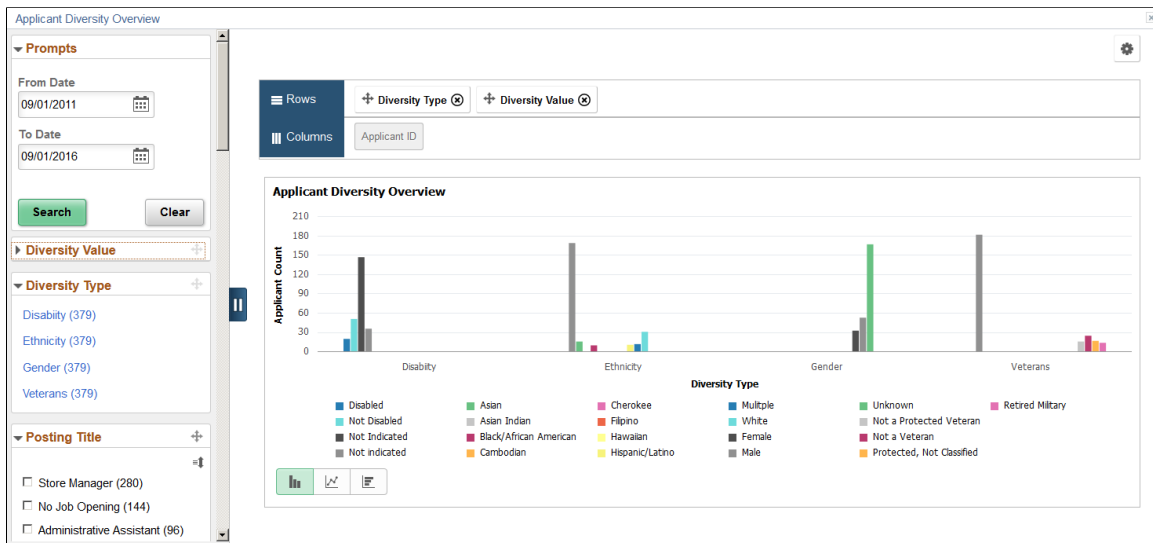 Applicant Diversity Overview
Prompts
From Date
09/01/2011
To Date
09/01/2016
Search Clear
Diversity Value
Diversity Type
Disabiity (379)
Ethnicity (379)
Gender (379)
Veterans (379)
Posting Title
Store Manager (280)
No Job Opening (144)
Administrative Assistant (96)
Rows Diversity Type Diversity Value
Columns Applicant ID
Applicant Diversity Overview
Applicant Count
210
180
150
120
90
60
30
0
Disabiity Ethnicity Gender Veterans
Diversity Type
Disabled Asian Cherokee Mulitple Unknown Retired Military
Not Disabled Asian Indian Filipino White Not a Protected Veteran
Not Indicated Black/African American Hawaiian Female Not a Veteran
Not indicated Cambodian Hispanic/Latino Male Protected, Not Classified